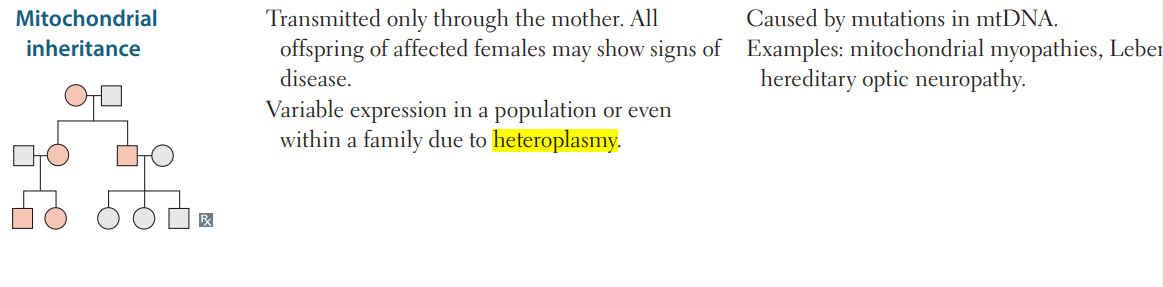 Mitochondrial
inheritance
Transmitted only through the mother. All
offspring of affected females may show signs of
disease.
Variable expression in a population or even
within a family due to heteroplasmy.
Caused by mutations in mtDNA.
Examples: mitochondrial myopathies, Leber
hereditary optic neuropathy.
Rx